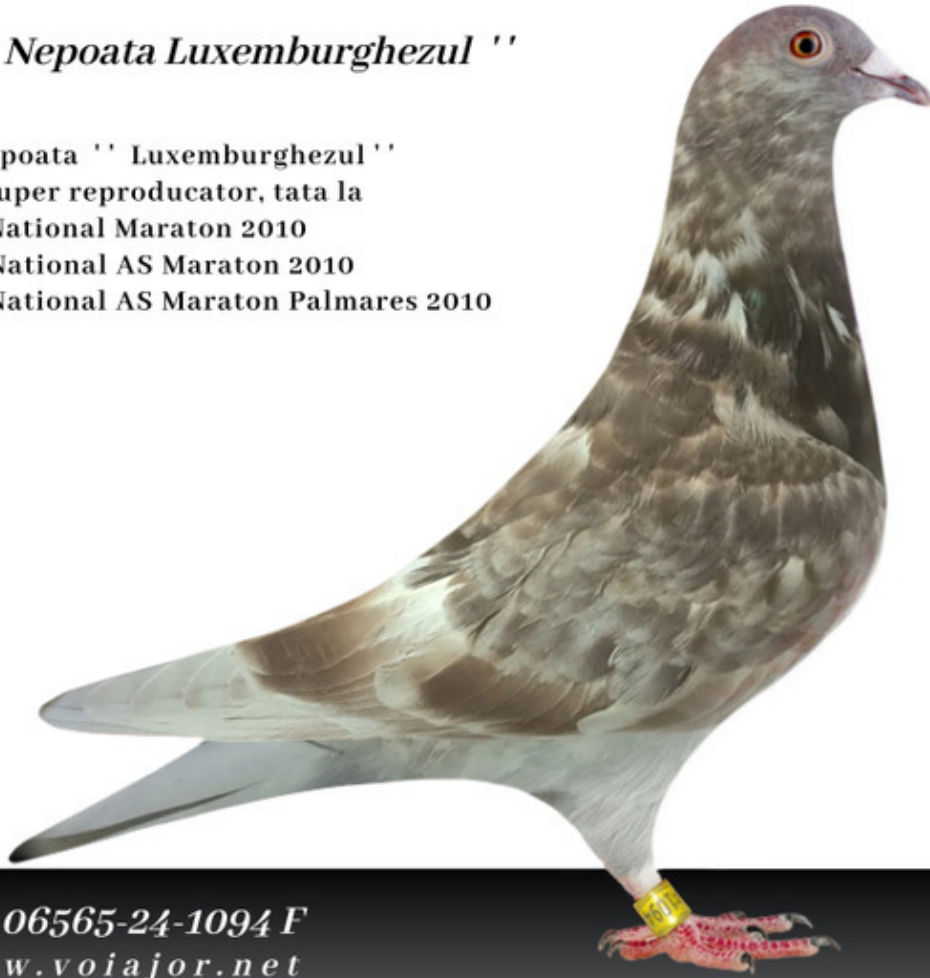 Nepoata Luxemburghezul ''
poata '' Luxemburghezul''
uper reproducator, tata la
National Maraton 2010
National AS Maraton 2010
National AS Maraton Palmares 2010
06565-24-1094 F
w.voiajor.net